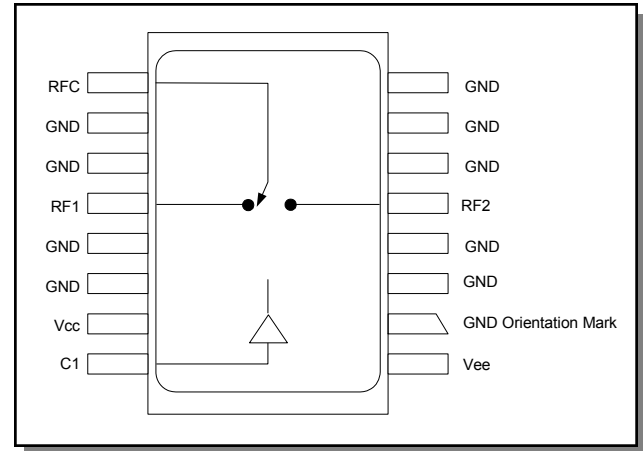 RFC
GND
GND
GND
GND
GND
RF1
RF2
GND
GND
GND
GND
Vcc
GND Orientation Mark
C1
Vee